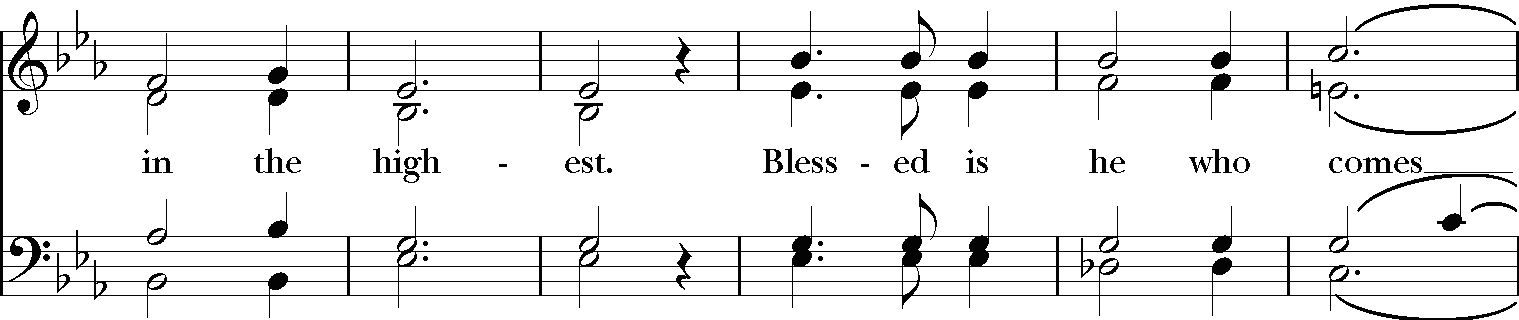 in the high - est. Bless - ed is he who comes